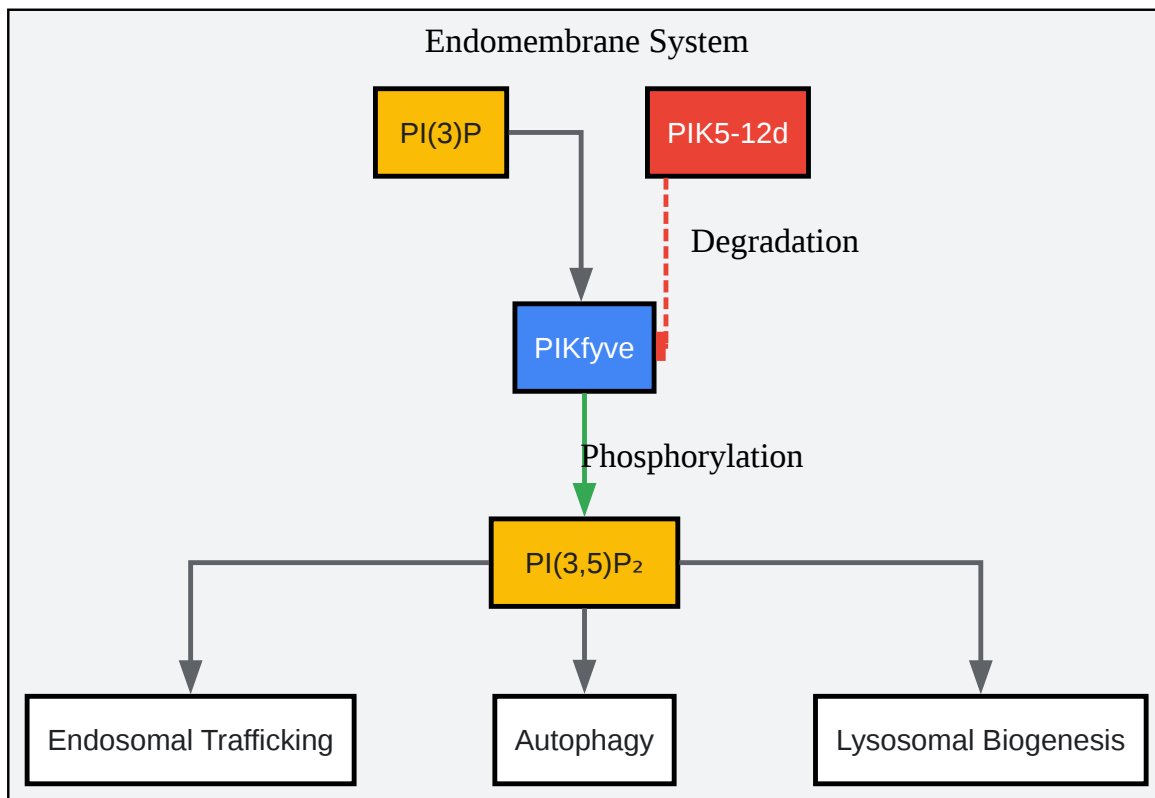 Endomembrane System
PI(3)P
PIK5-12d
Degradation
PIKfyve
Phosphorylation
PI(3,5)P₂
Endosomal Trafficking
Autophagy
Lysosomal Biogenesis